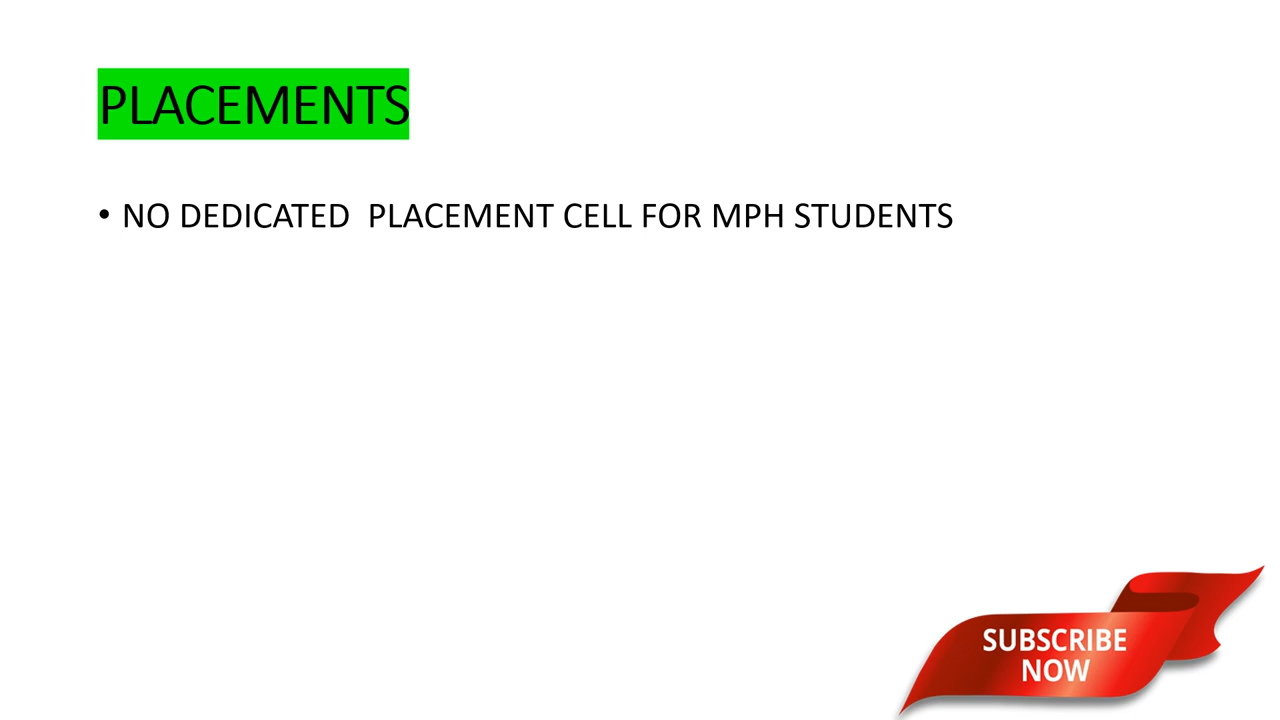 PLACEMENTS
• NO DEDICATED  PLACEMENT CELL FOR MPH STUDENTS
SUBSCRIBE
NOW